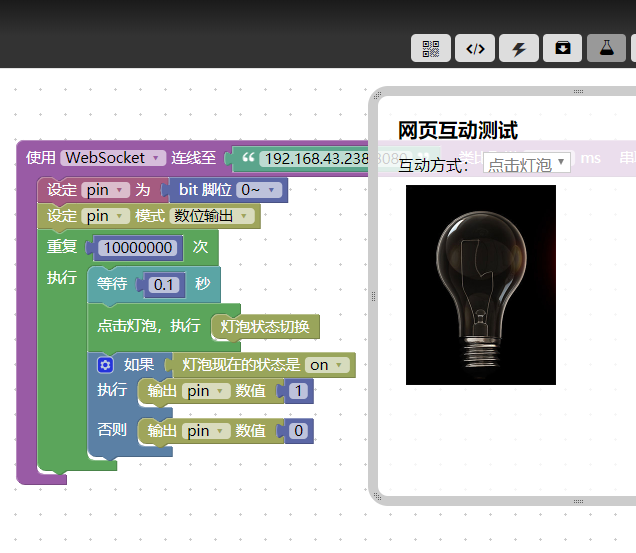 </>
网页互动测试
使用 WebSocket 连线至 “ 192.168.43.238:8080 ” 类比 ms 串
互动方式: 点击灯泡
设定 pin 为 bit 脚位 0~
设定 pin 模式 数位输出
重复 10000000 次
执行 等待 0.1 秒
点击灯泡，执行 灯泡状态切换
如果 灯泡现在的状态是 on
执行 输出 pin 数值 1
否则 输出 pin 数值 0